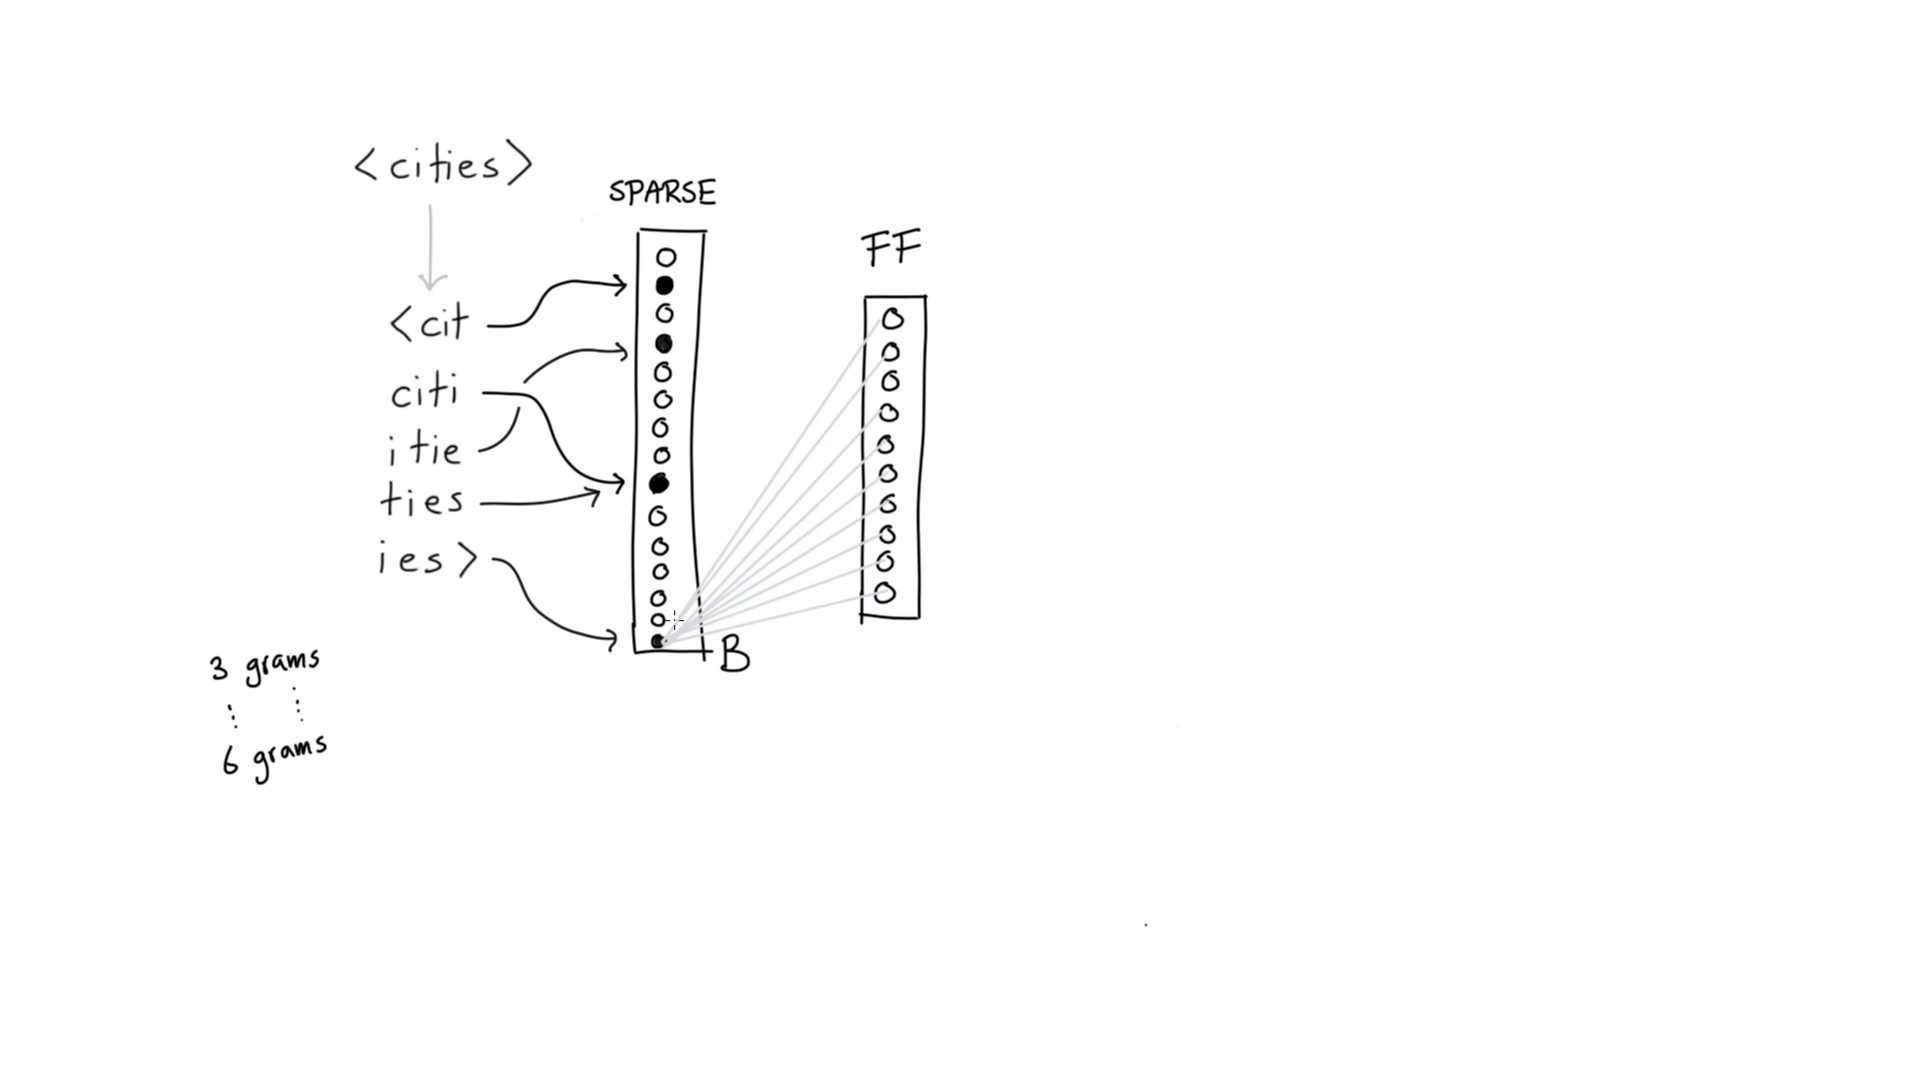 <cities>
SPARSE
FF
<cit
citi
itie
ties
ies>
B
3 grams
6 grams